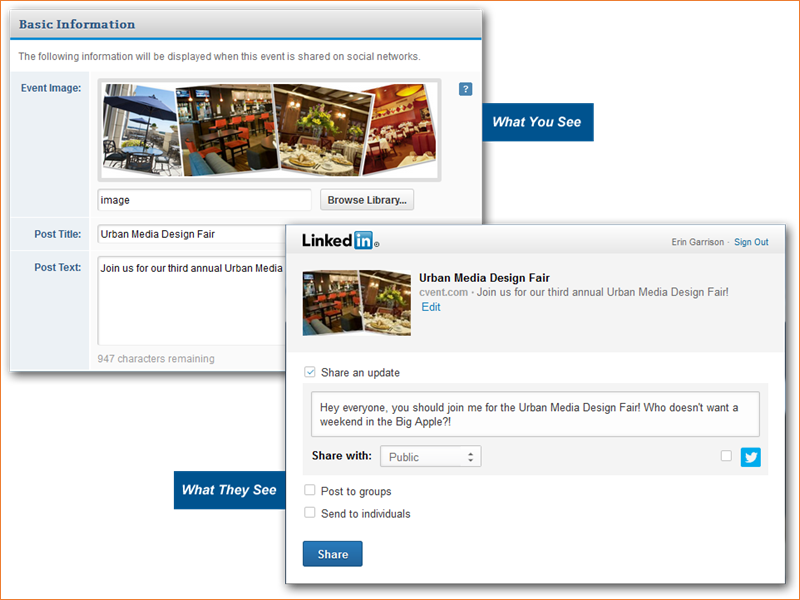 Basic Information
The following information will be displayed when this event is shared on social networks.
Event Image:
?
What You See
image
Browse Library...
Post Title:
Urban Media Design Fair
Post Text:
Join us for our third annual Urban Media
947 characters remaining
Linked in ®
Erin Garrison · Sign Out
Urban Media Design Fair
cvent.com · Join us for our third annual Urban Media Design Fair!
Edit
Share an update
Hey everyone, you should join me for the Urban Media Design Fair! Who doesn't want a
weekend in the Big Apple?!
Share with:
Public
What They See
Post to groups
Send to individuals
Share